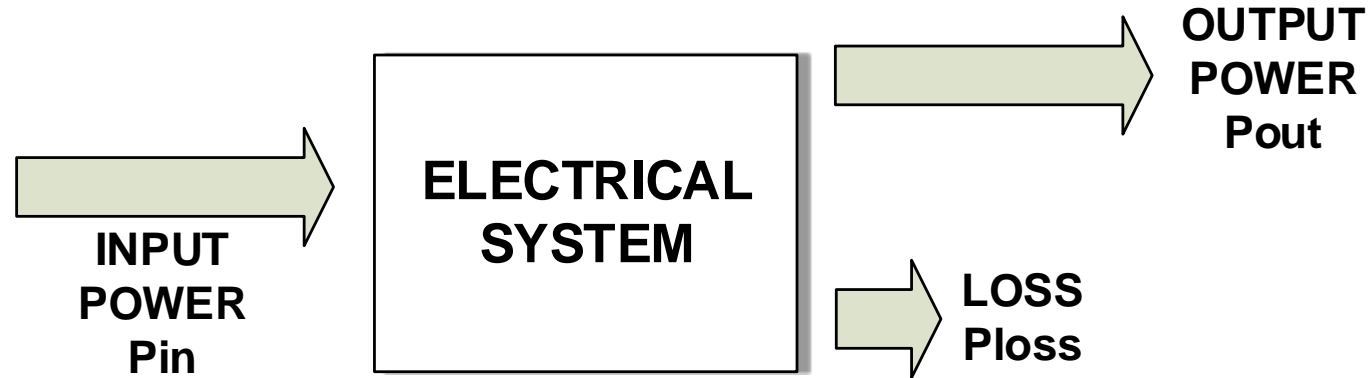 INPUT
POWER
Pin
ELECTRICAL
SYSTEM
OUTPUT
POWER
Pout
LOSS
Ploss